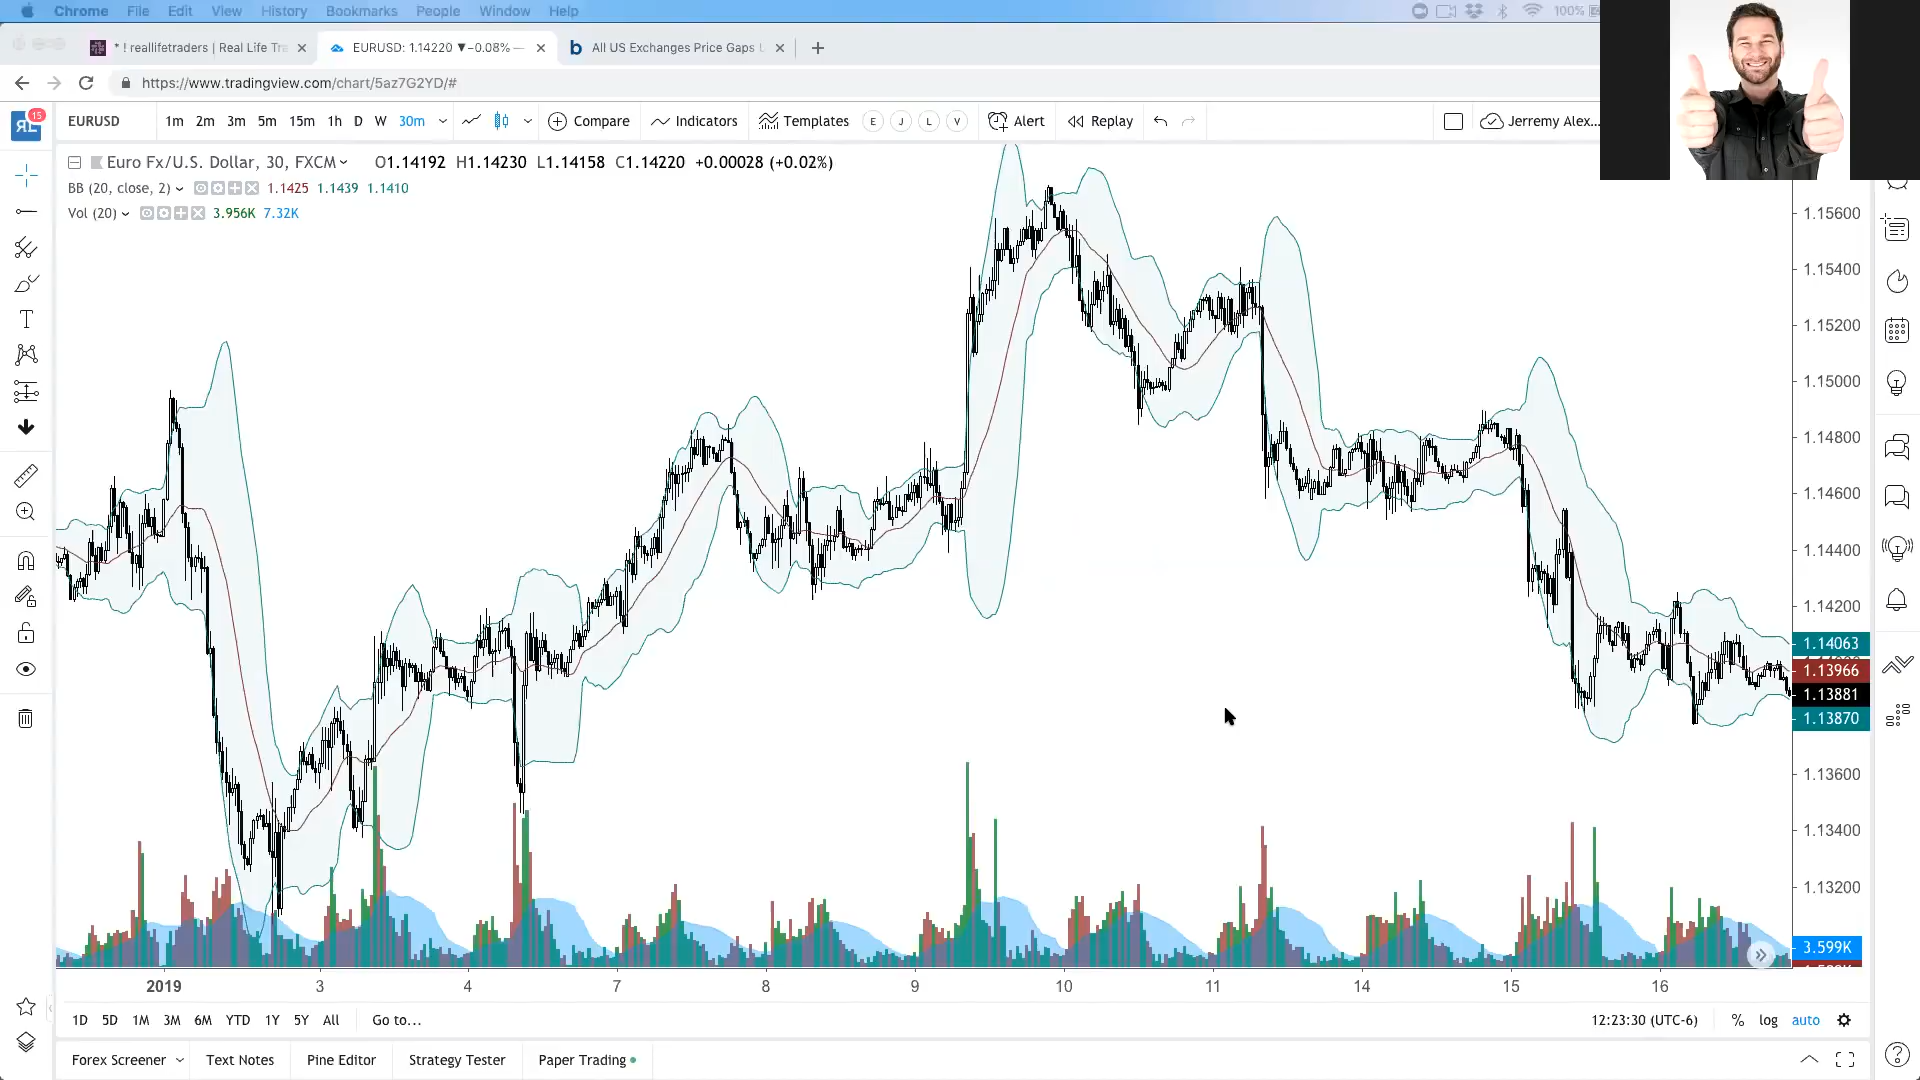 Chrome File Edit View History Bookmarks People Window Help 100%
* ! reallifetraders | Real Life Tra EURUSD: 1.14220 ▼−0.08% — All US Exchanges Price Gaps U
https://www.tradingview.com/chart/5az7G2YD/#
15
EURUSD 1m 2m 3m 5m 15m 1h D W 30m Compare Indicators Templates E J L V Alert Replay Jerremy Alex...
Euro Fx/U.S. Dollar, 30, FXCM O1.14192 H1.14230 L1.14158 C1.14220 +0.00028 (+0.02%)
BB (20, close, 2) 1.1425 1.1439 1.1410
Vol (20) 3.956K 7.32K
1.15600
1.15400
1.15200
1.15000
1.14800
1.14600
1.14400
1.14200
1.14063
1.13966
1.13881
1.13870
1.13600
1.13400
1.13200
3.599K
2019 3 4 7 8 9 10 11 14 15 16
1D 5D 1M 3M 6M YTD 1Y 5Y All Go to... 12:23:30 (UTC-6) % log auto
Forex Screener Text Notes Pine Editor Strategy Tester Paper Trading